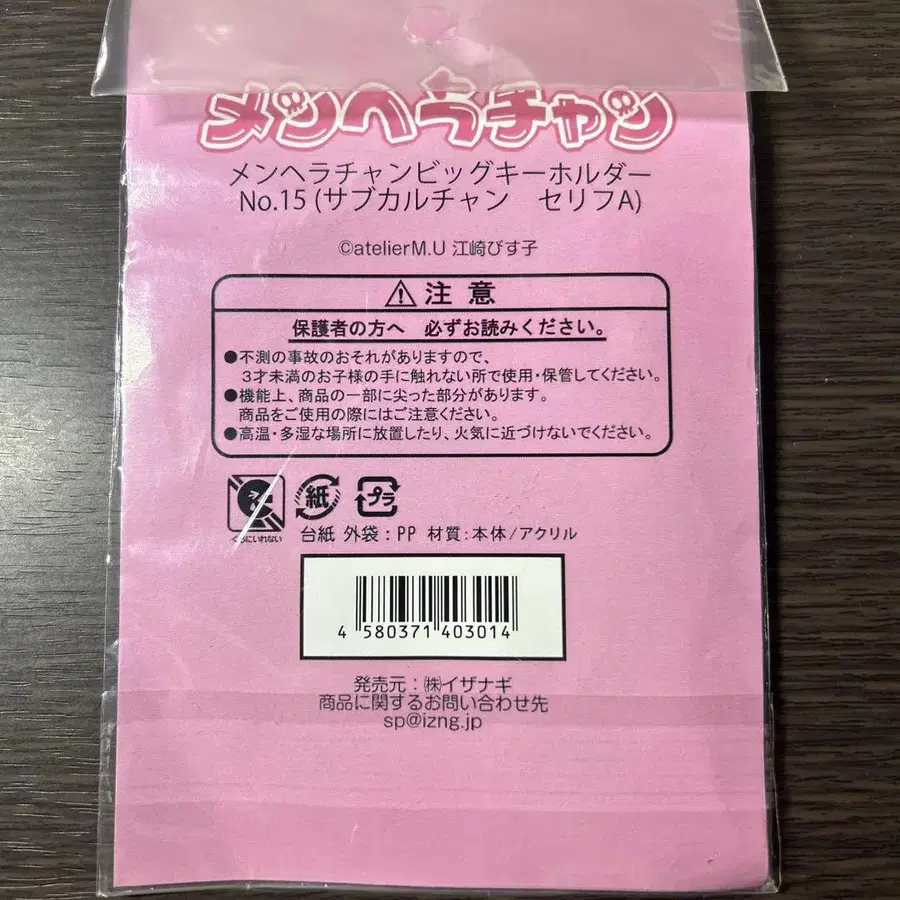 メンヘラチャン
メンヘラチャンビッグキーホルダー
No.15 (サブカルチャン　セリフA)
©atelierM.U 江崎びす子
注 意
保護者の方へ　必ずお読みください。
●不測の事故のおそれがありますので、
3才未満のお子様の手に触れない所で使用・保管してください。
●機能上、商品の一部に尖った部分があります。
商品をご使用の際にはご注意ください。
●高温・多湿な場所に放置したり、火気に近づけないでください。
くちにいれない
紙
プラ
台紙 外袋：PP 材質：本体/アクリル
4 580371 403014
発売元：㈱イザナギ
商品に関するお問い合わせ先
sp@izng.jp